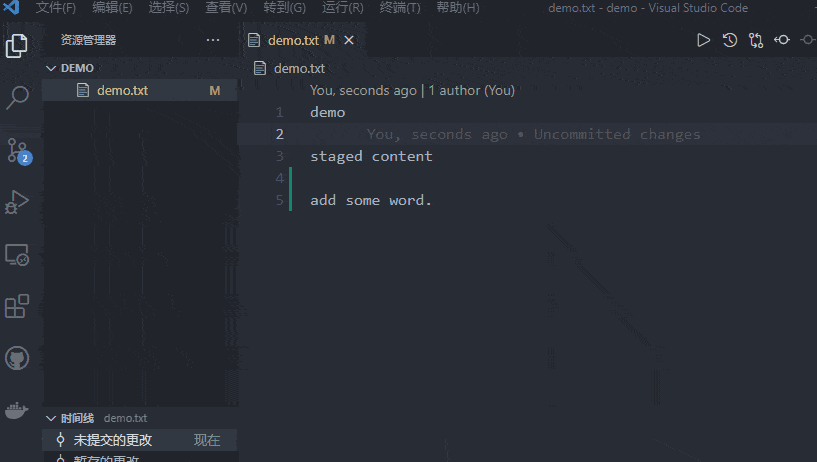 文件(F) 编辑(E) 选择(S) 查看(V) 转到(G) 运行(R) 终端(T) 帮助(H) demo.txt - demo - Visual Studio Code
资源管理器 ··· demo.txt M
DEMO demo.txt
demo.txt M You, seconds ago | 1 author (You)
1 demo
2 You, seconds ago • Uncommitted changes
3 staged content
4
5 add some word.
2
时间线 demo.txt
未提交的更改 现在
暂存的更改